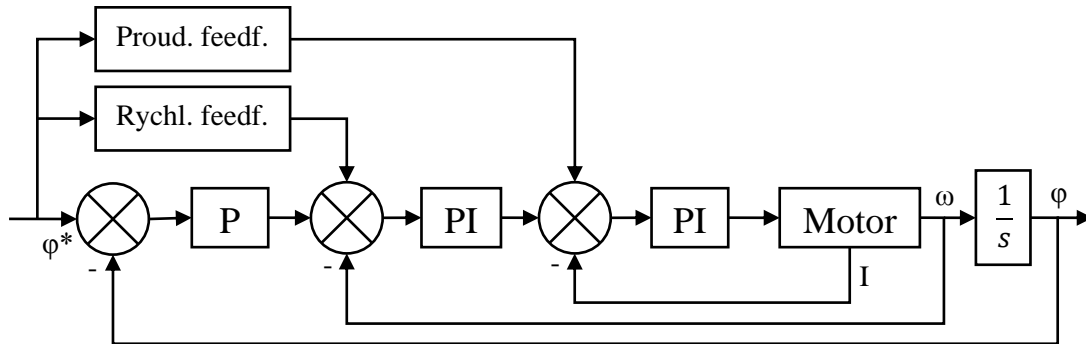 Proud. feedf.
Rychl. feedf.
φ*
-
P
-
PI
-
PI
Motor
I
ω
1
s
φ